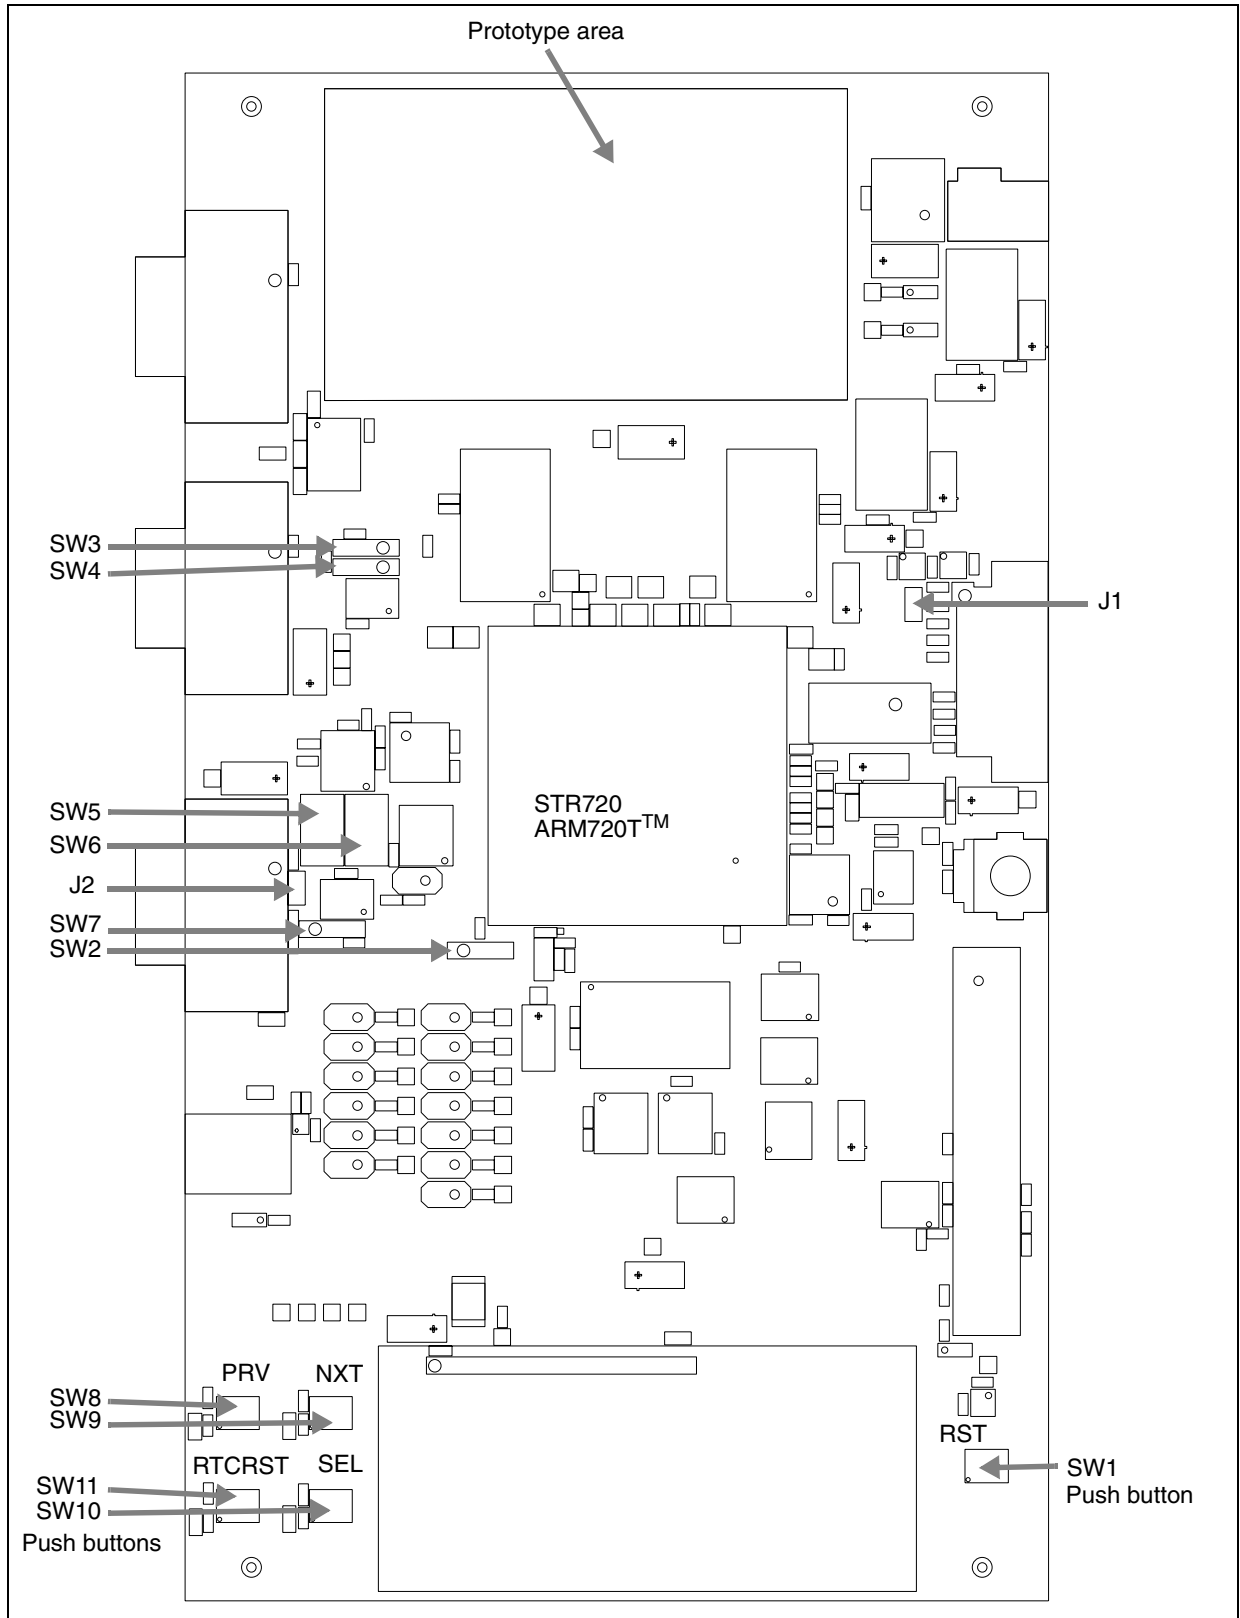 Prototype area
SW3
SW4
J1
STR720
ARM720T™
SW5
SW6
J2
SW7
SW2
PRV
NXT
SW8
SW9
RST
RTCRST
SEL
SW11
SW10
Push buttons
SW1
Push button